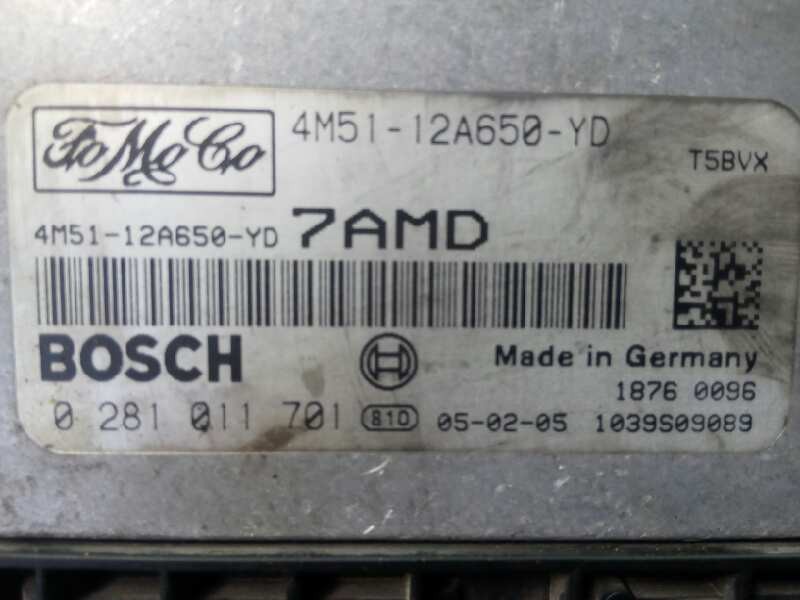 FoMoCo 4M51-12A650-YD
T5BVX
4M51-12A650-YD 7AMD
BOSCH Made in Germany
1876 0096
0 281 011 701 810 05-02-05 1039S09089